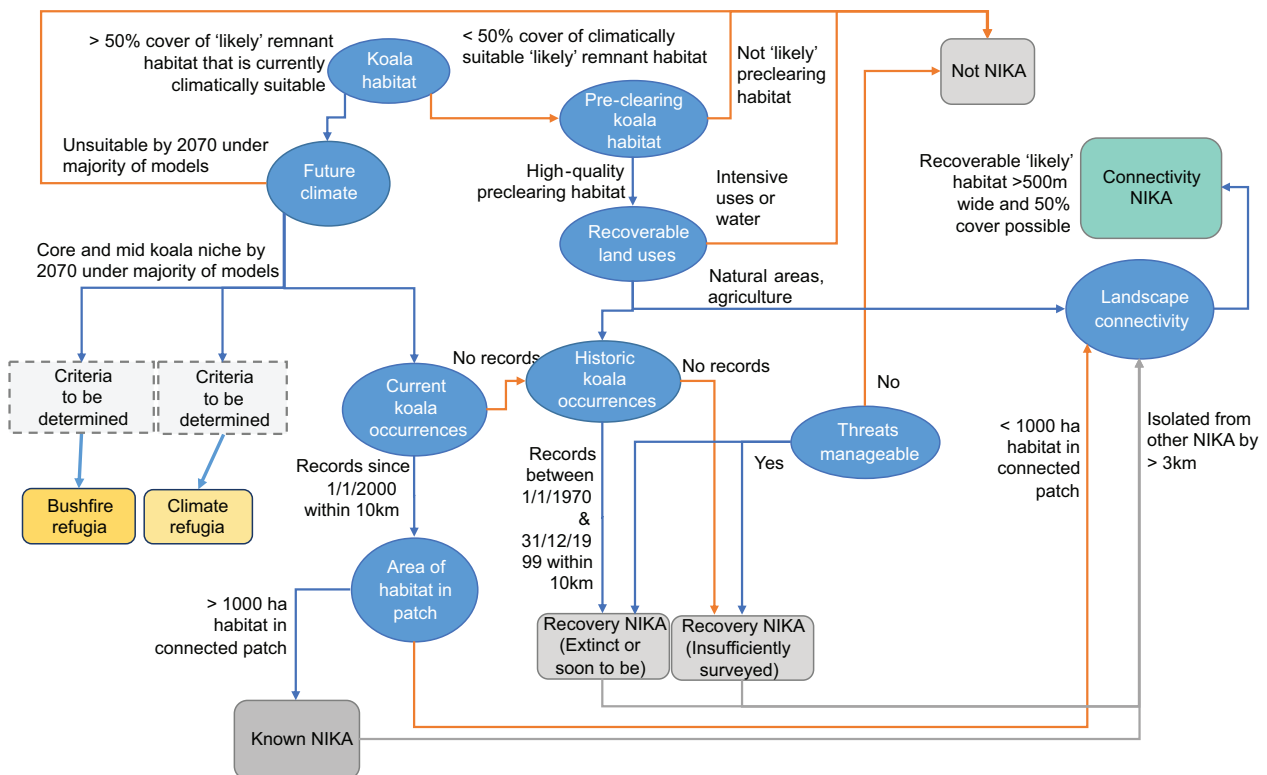 > 50% cover of ‘likely’ remnant
habitat that is currently
climatically suitable
Koala
habitat
< 50% cover of climatically
suitable ‘likely’ remnant habitat
Not ‘likely’
preclearing
habitat
Not NIKA
Pre-clearing
koala
habitat
Unsuitable by 2070 under
majority of models
Future
climate
High-quality
preclearing habitat
Intensive
uses or
water
Recoverable ‘likely’
habitat >500m
wide and 50%
cover possible
Connectivity
NIKA
Recoverable
land uses
Core and mid koala niche by
2070 under majority of models
Natural areas,
agriculture
Landscape
connectivity
Criteria
to be
determined
Criteria
to be
determined
Current
koala
occurrences
No records
Historic
koala
occurrences
No records
No
Threats
manageable
Yes
< 1000 ha
habitat in
connected
patch
Isolated from
other NIKA by
> 3km
Bushfire
refugia
Climate
refugia
Records since
1/1/2000
within 10km
Records
between
1/1/1970
&
31/12/19
99 within
10km
Area of
habitat in
patch
> 1000 ha
habitat in
connected patch
Recovery NIKA
(Extinct or
soon to be)
Recovery NIKA
(Insufficiently
surveyed)
Known NIKA